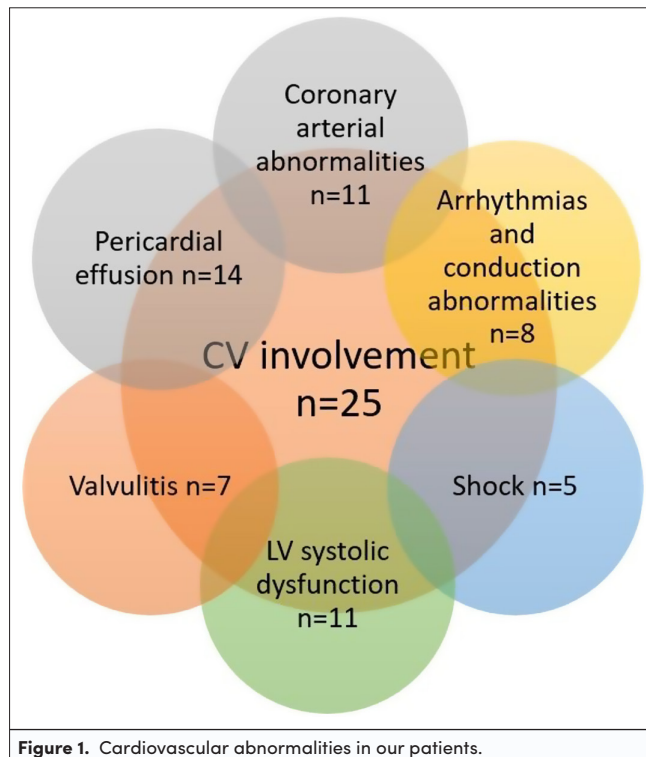 Coronary
arterial
abnormalities
n=11
Arrhythmias
and
conduction
abnormalities
n=8
Pericardial
effusion n=14
CV involvement
n=25
Valvulitis n=7
Shock n=5
LV systolic
dysfunction
n=11
Figure 1. Cardiovascular abnormalities in our patients.